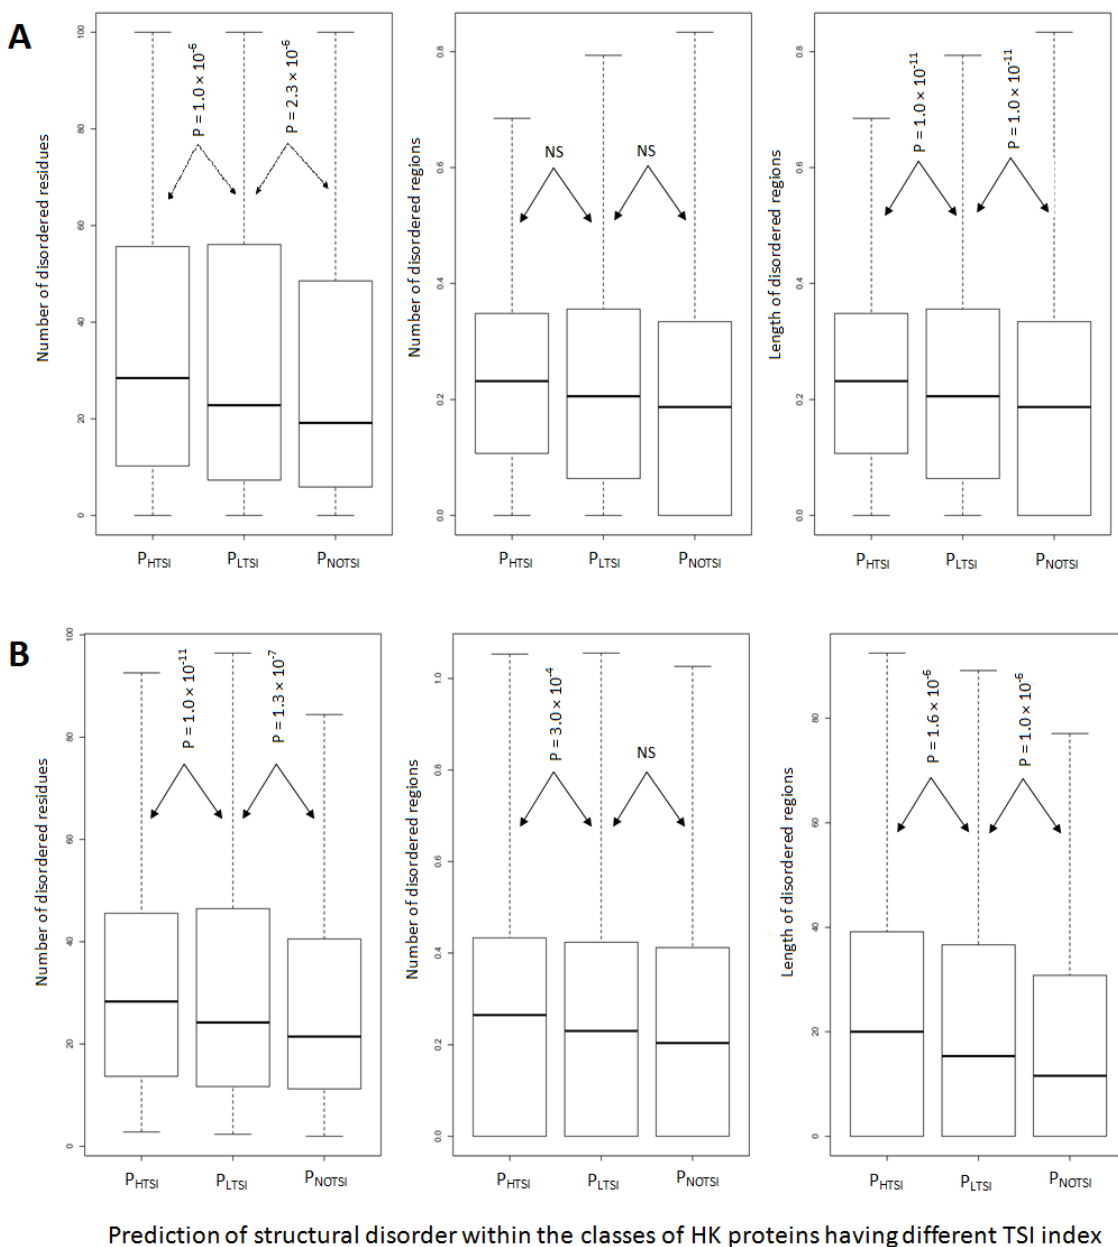 A
Number of disordered residues
100
80
60
40
20
0
P = 1.0 × 10-6
P = 2.3 × 10-6
PHTSI
PLTSI
PNOTSI
Number of disordered regions
0.8
0.6
0.4
0.2
0.0
NS
NS
PHTSI
PLTSI
PNOTSI
Length of disordered regions
0.8
0.6
0.4
0.2
0.0
P = 1.0 × 10-11
P = 1.0 × 10-11
PHTSI
PLTSI
PNOTSI
B
Number of disordered residues
100
80
60
40
20
0
P = 1.0 × 10-11
P = 1.3 × 10-7
PHTSI
PLTSI
PNOTSI
Number of disordered regions
1.0
0.8
0.6
0.4
0.2
0.0
P = 3.0 × 10-4
NS
PHTSI
PLTSI
PNOTSI
Length of disordered regions
80
60
40
20
0
P = 1.6 × 10-6
P = 1.0 × 10-6
PHTSI
PLTSI
PNOTSI
Prediction of structural disorder within the classes of HK proteins having different TSI index